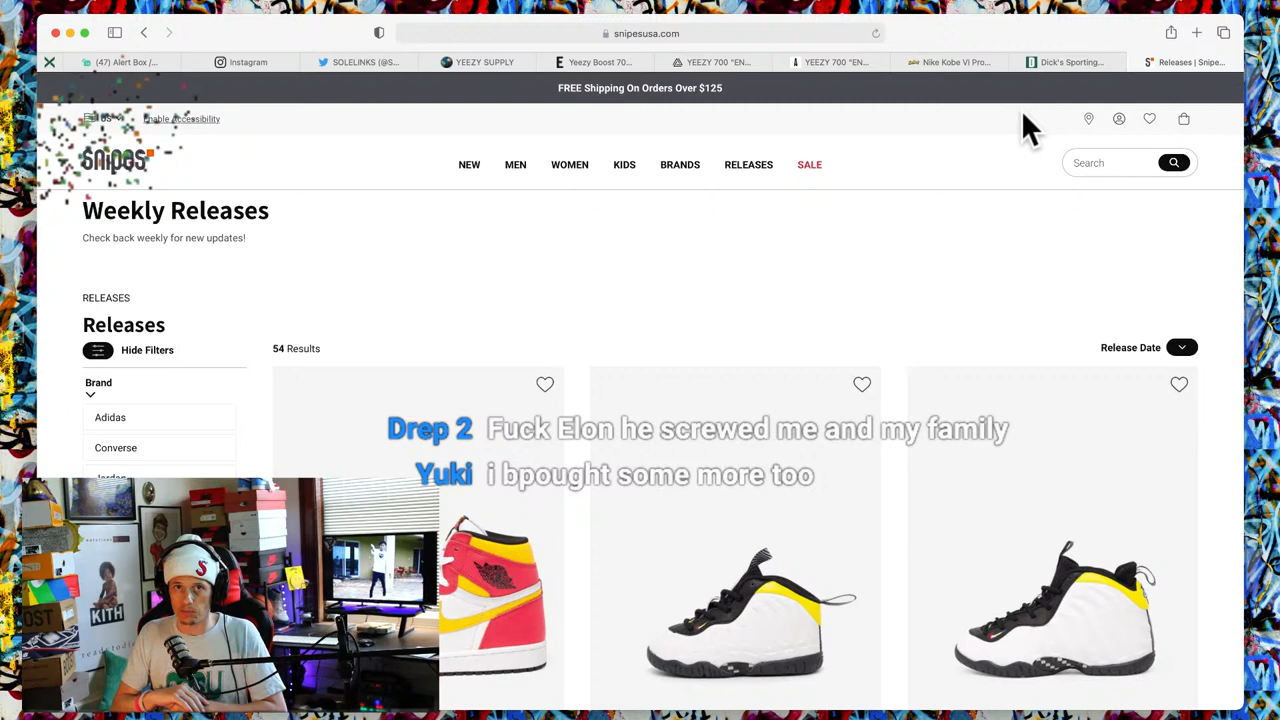 snipesusa.com
(47) Alert Box /...
Instagram
SOLELINKS (@S...
YEEZY SUPPLY
Yeezy Boost 70...
YEEZY 700 "EN...
YEEZY 700 "EN...
Nike Kobe VI Pro...
Dick's Sporting...
Releases | Snipe...
FREE Shipping On Orders Over $125
US
Enable Accessibility
snipes
NEW
MEN
WOMEN
KIDS
BRANDS
RELEASES
SALE
Search
Weekly Releases
Check back weekly for new updates!
RELEASES
Releases
Hide Filters
54 Results
Release Date
Brand
Adidas
Converse
Drep 2 Fuck Elon he screwed me and my family
Yuki i bpought some more too
KITH